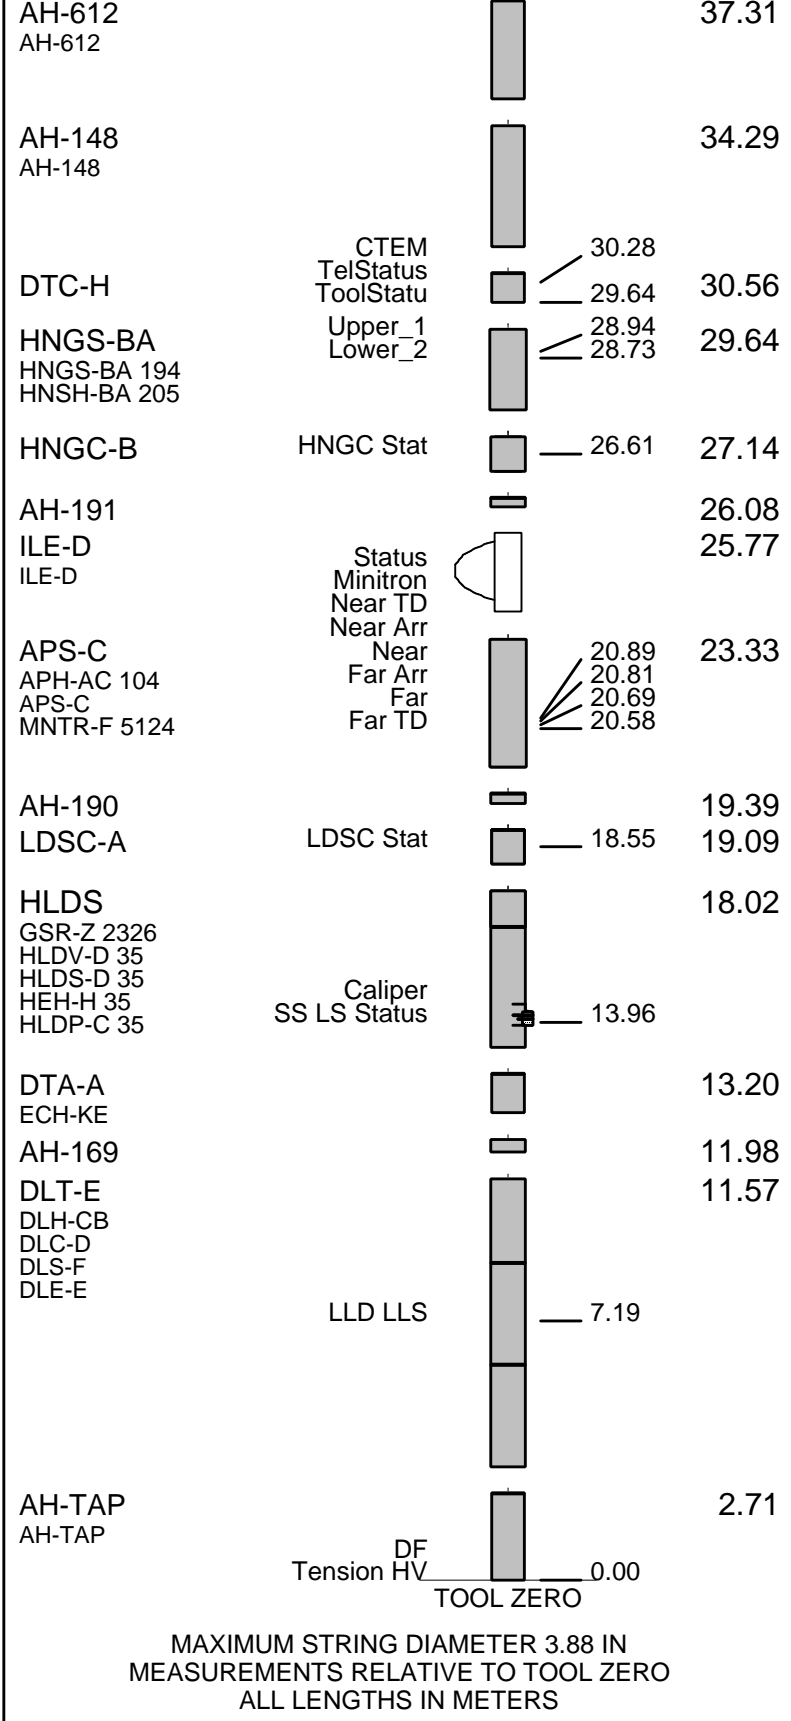 AH-612 37.31
AH-612
AH-148 34.29
AH-148
CTEM 30.28
TelStatus
DTC-H ToolStatu 29.64 30.56
Upper_1 28.94
HNGS-BA Lower_2 28.73 29.64
HNGS-BA 194
HNSH-BA 205
HNGC-B HNGC Stat 26.61 27.14
AH-191 26.08
ILE-D 25.77
Status
ILE-D Minitron
Near TD
Near Arr
APS-C Near 20.89 23.33
APH-AC 104 Far Arr 20.81
APS-C Far 20.69
MNTR-F 5124 Far TD 20.58
AH-190 19.39
LDSC-A LDSC Stat 18.55 19.09
HLDS 18.02
GSR-Z 2326
HLDV-D 35
HLDS-D 35
Caliper
HEH-H 35
SS LS Status 13.96
HLDP-C 35
DTA-A 13.20
ECH-KE
AH-169 11.98
DLT-E 11.57
DLH-CB
DLC-D
DLS-F
DLE-E
LLD LLS 7.19
AH-TAP 2.71
AH-TAP
DF
Tension HV 0.00
TOOL ZERO
MAXIMUM STRING DIAMETER 3.88 IN
MEASUREMENTS RELATIVE TO TOOL ZERO
ALL LENGTHS IN METERS